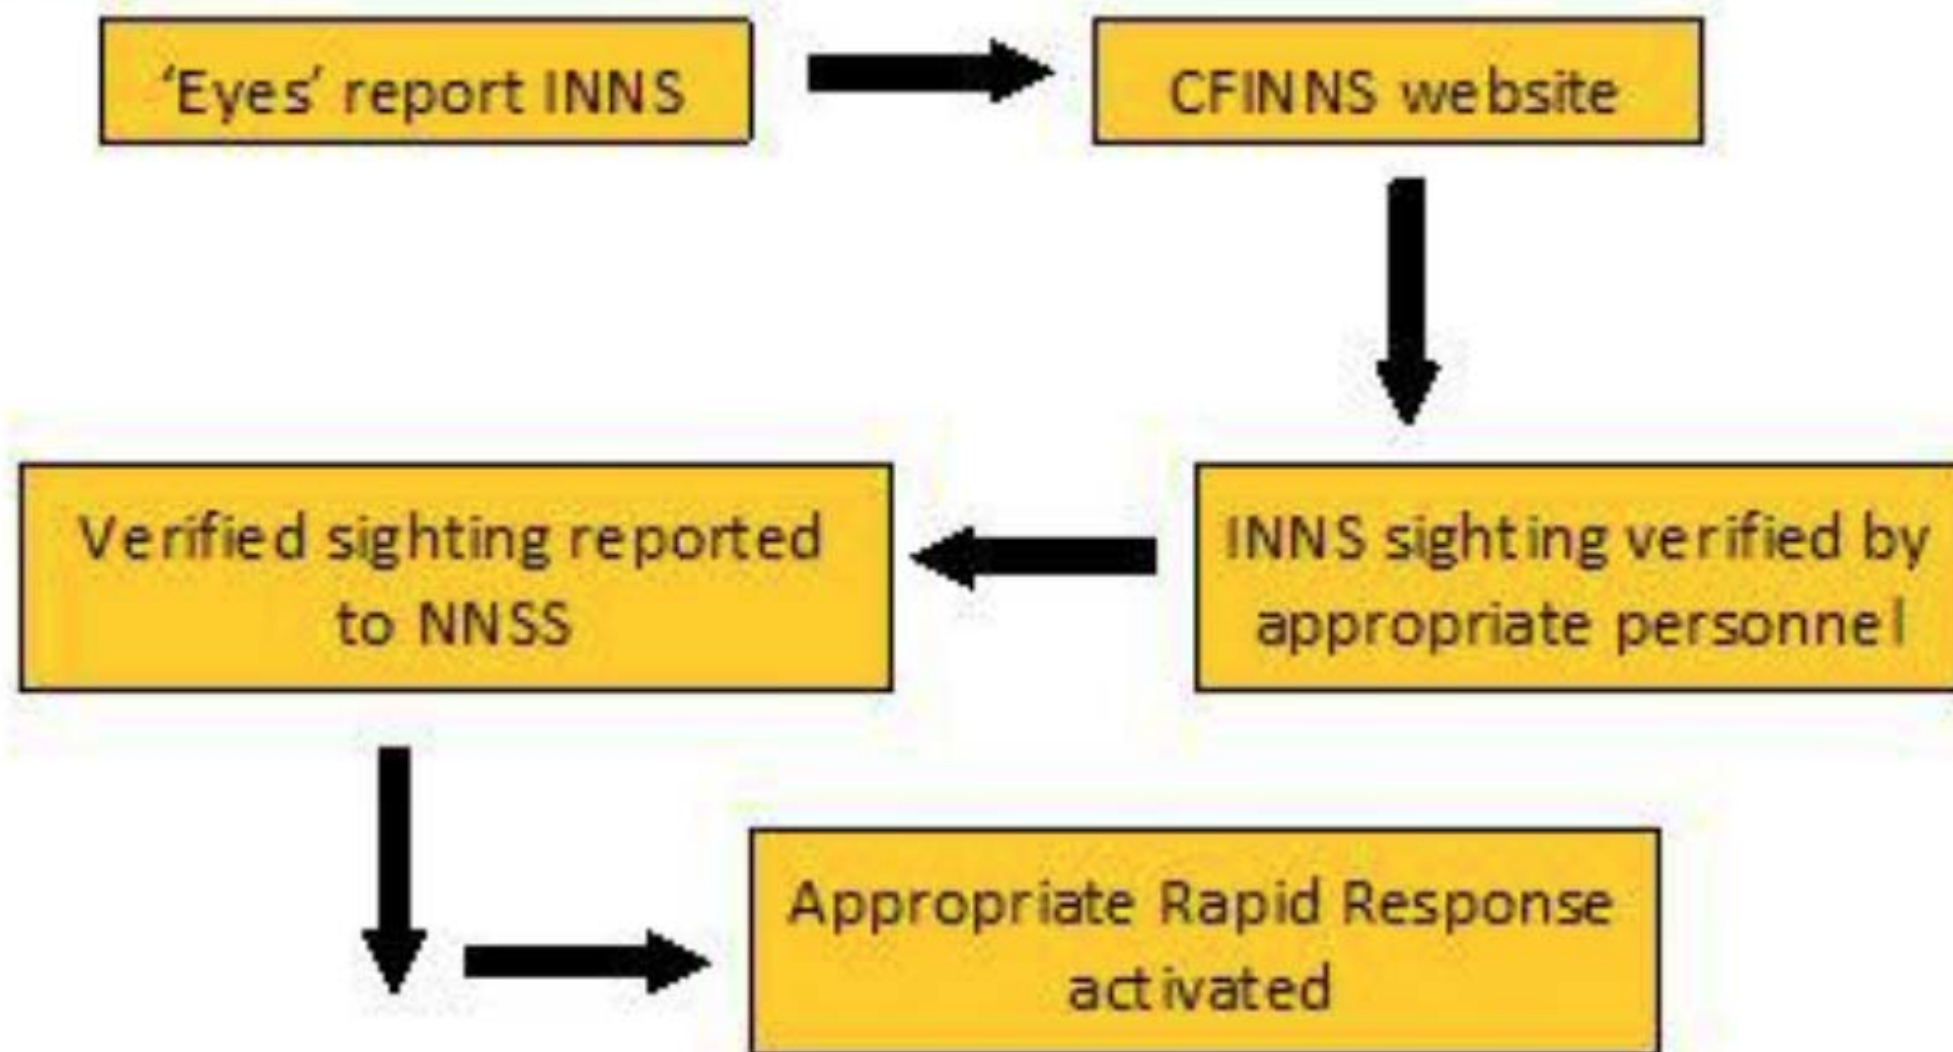 ‘Eyes’ report INNS
CFINNS website
INNS sighting verified by
appropriate personnel
Verified sighting reported
to NNSS
Appropriate Rapid Response
activated